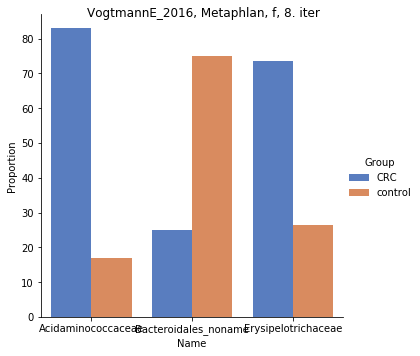 VogtmannE_2016, Metaphlan, f, 8. iter
80
70
60
50
40
30
20
10
0
Proportion
Acidaminococcaceae Bacteroidales_noname Erysipelotrichaceae
Name
Group
CRC
control